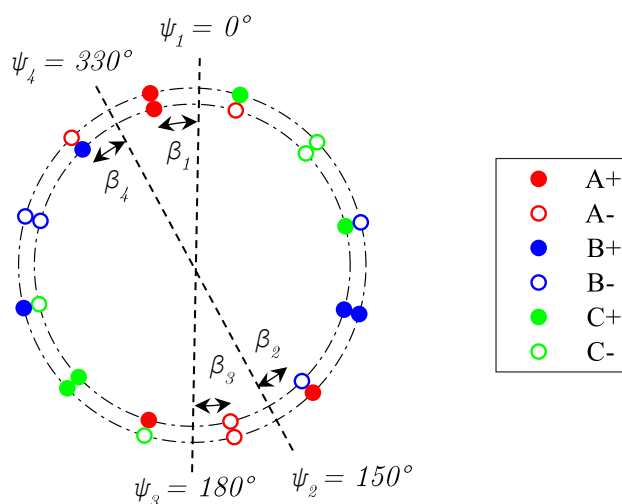 ψ₁ = 0°
ψ₄ = 330°
β₁
β₄
β₂
β₃
ψ₃ = 180°
ψ₂ = 150°
A+
A-
B+
B-
C+
C-